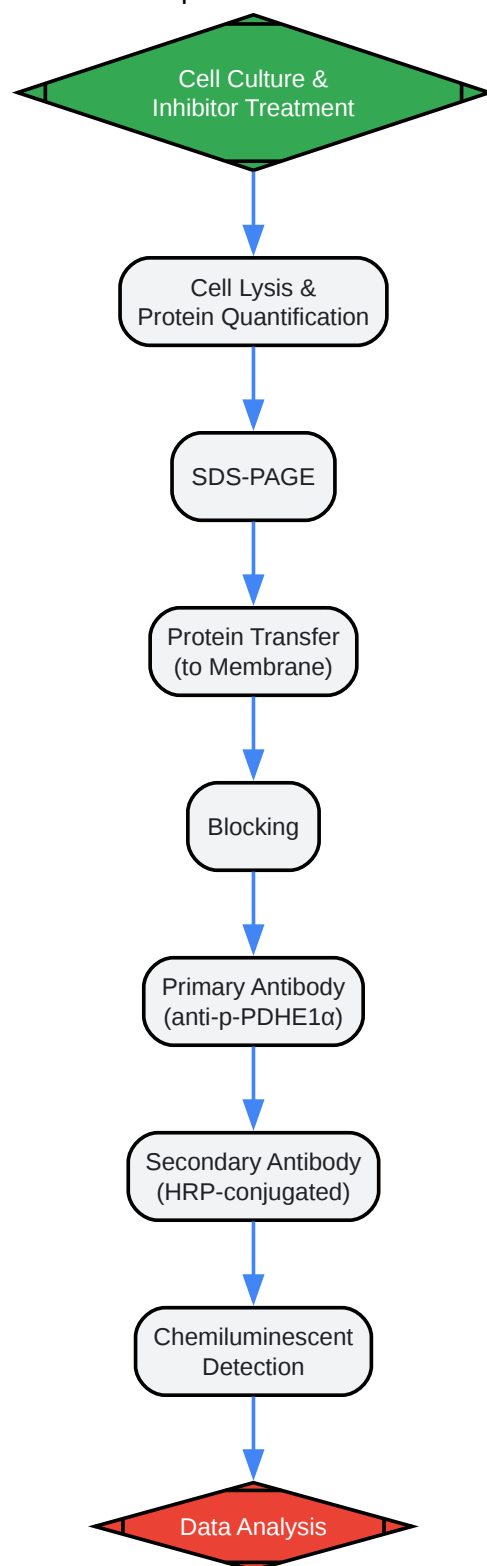 Cell Culture &
Inhibitor Treatment
Cell Lysis &
Protein Quantification
SDS-PAGE
Protein Transfer
(to Membrane)
Blocking
Primary Antibody
(anti-p-PDHE1α)
Secondary Antibody
(HRP-conjugated)
Chemiluminescent
Detection
Data Analysis